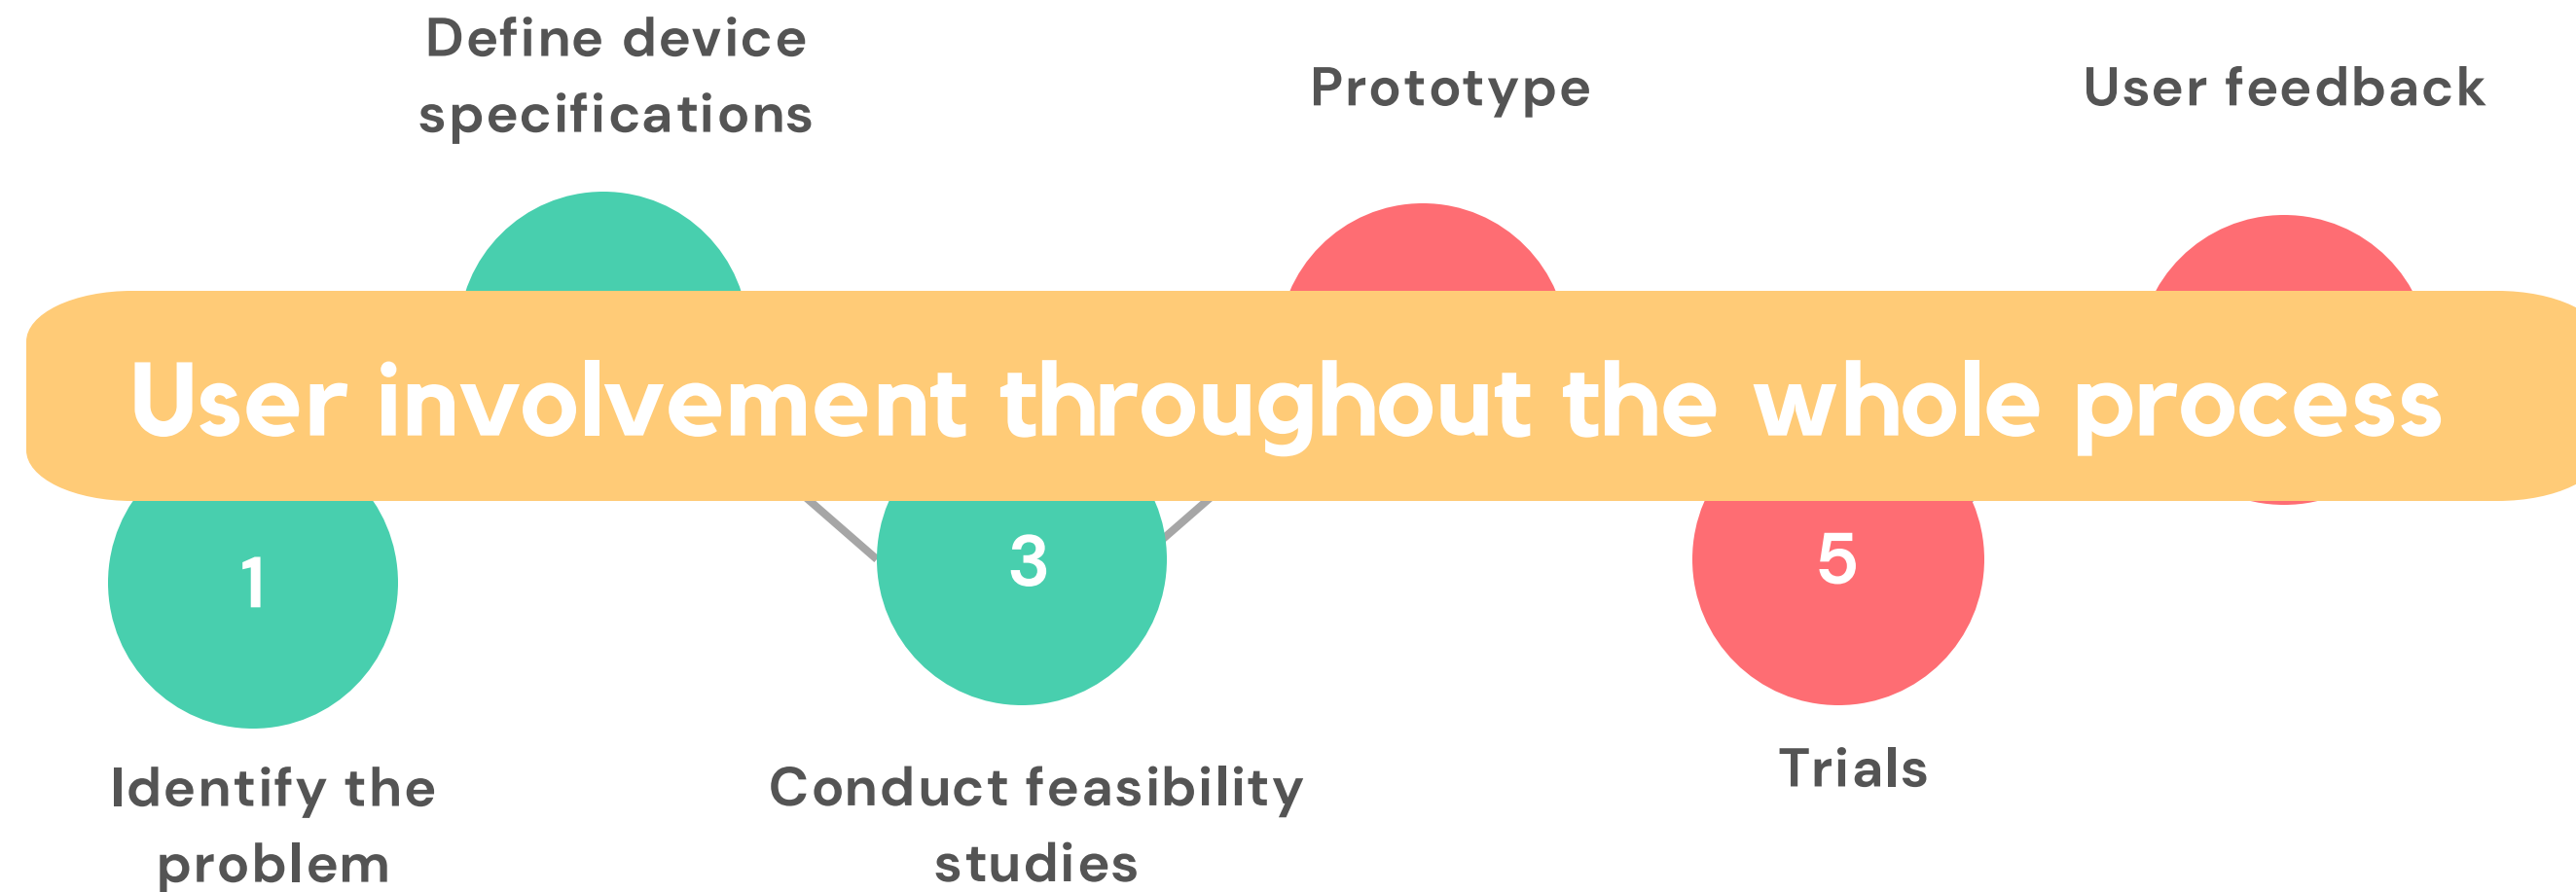 Define device
specifications
Prototype
User feedback
User involvement throughout the whole process
1
3
5
Identify the
problem
Conduct feasibility
studies
Trials